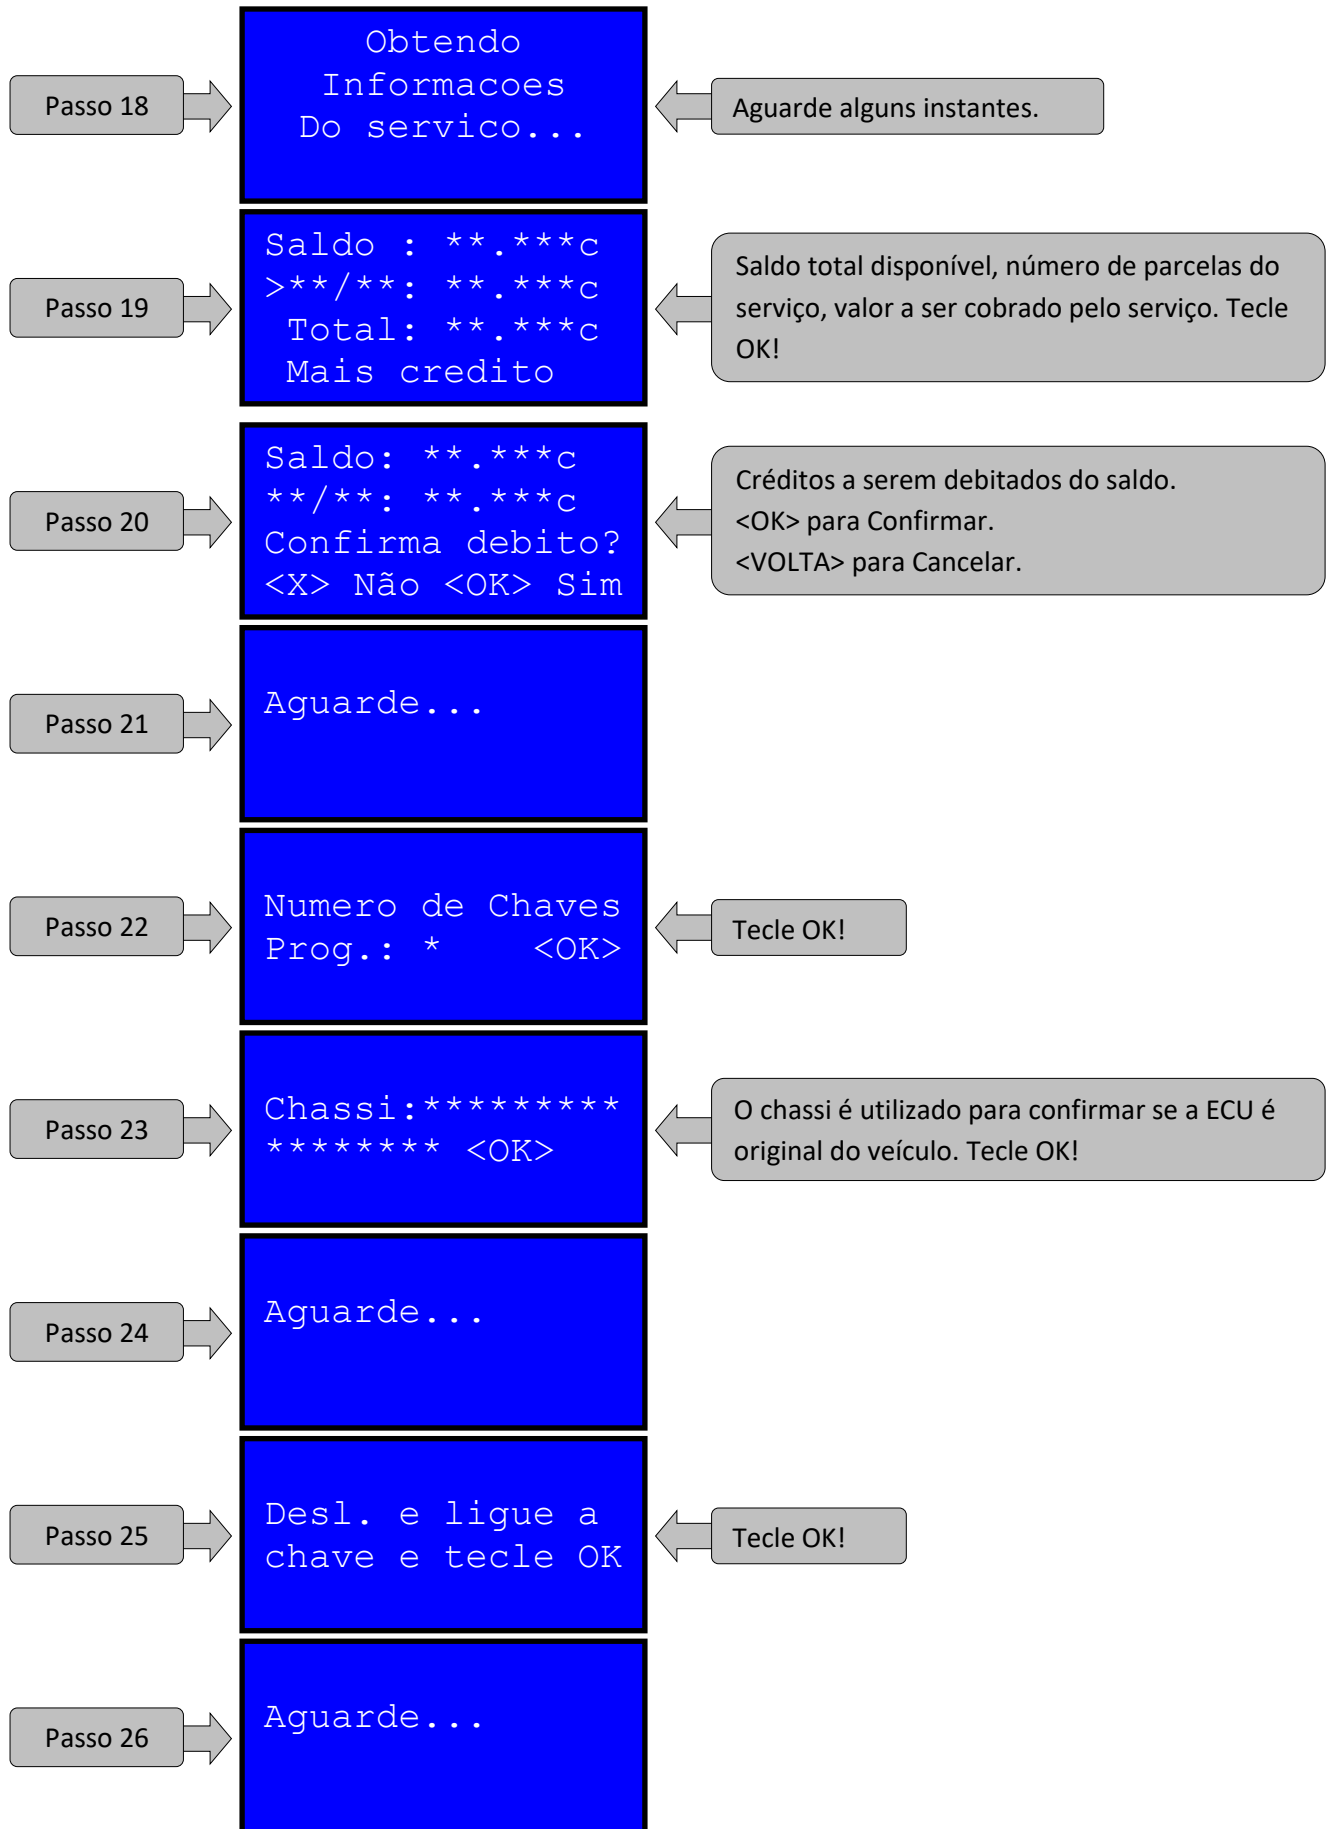 Passo 18
Obtendo
Informacoes
Do servico...
Aguarde alguns instantes.
Passo 19
Saldo : **.***c
>**/**: **.***c
Total: **.***c
Mais credito
Saldo total disponível, número de parcelas do
serviço, valor a ser cobrado pelo serviço. Tecle
OK!
Passo 20
Saldo: **.***c
**/**: **.***c
Confirma debito?
<X> Não <OK> Sim
Créditos a serem debitados do saldo.
<OK> para Confirmar.
<VOLTA> para Cancelar.
Passo 21
Aguarde...
Passo 22
Numero de Chaves
Prog.: * <OK>
Tecle OK!
Passo 23
Chassi:*********
******** <OK>
O chassi é utilizado para confirmar se a ECU é
original do veículo. Tecle OK!
Passo 24
Aguarde...
Passo 25
Desl. e ligue a
chave e tecle OK
Tecle OK!
Passo 26
Aguarde...